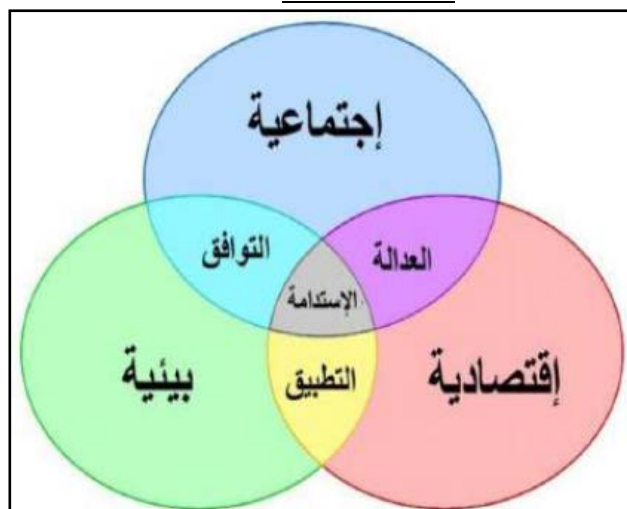 إجتماعية
العدالة
التوافق
الإستدامة
إقتصادية
التطبيق
بيئية